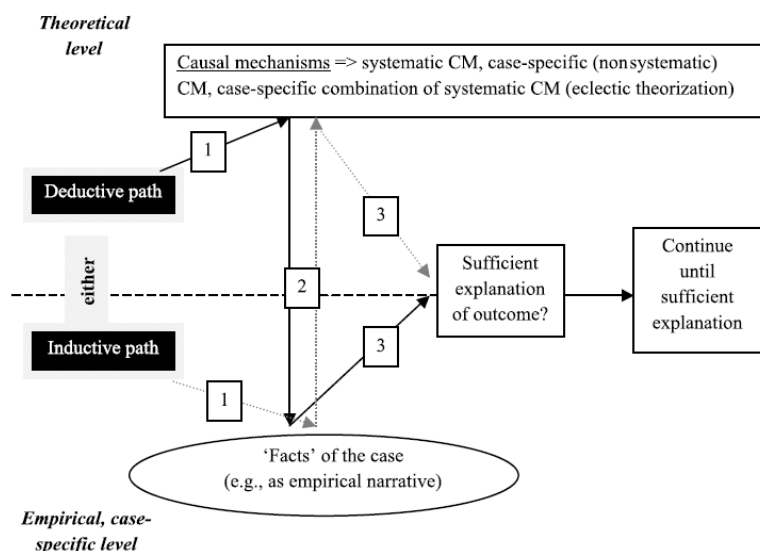 Theoretical
level
Causal mechanisms => systematic CM, case-specific (nonsystematic)
CM, case-specific combination of systematic CM (eclectic theorization)
1
Deductive path
3
either
2
Sufficient
explanation
of outcome?
Continue
until
sufficient
explanation
Inductive path
3
1
‘Facts’ of the case
(e.g., as empirical narrative)
Empirical, case-
specific level